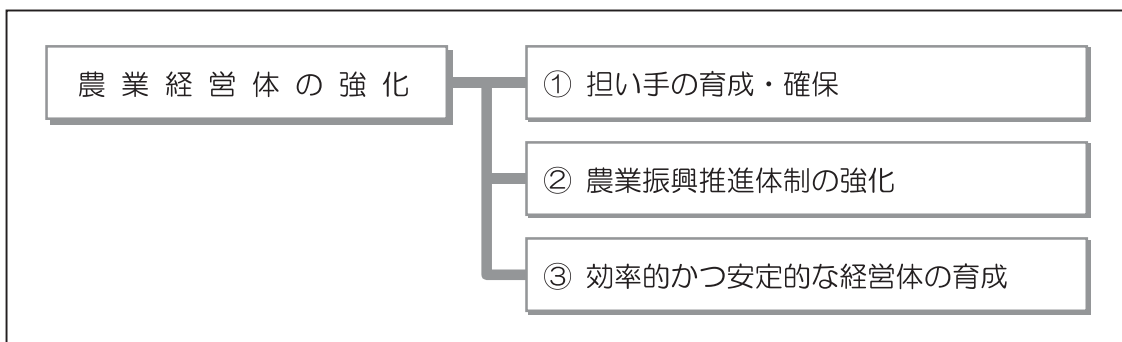 農業経営体の強化
① 担い手の育成・確保
② 農業振興推進体制の強化
③ 効率的かつ安定的な経営体の育成